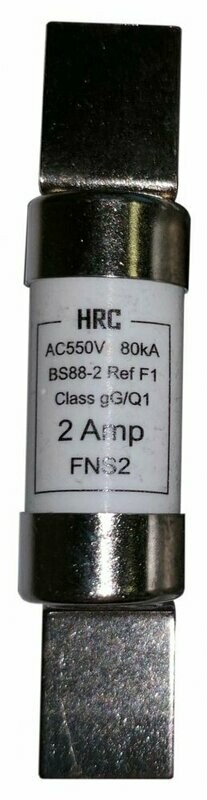 HRC
AC550V 80kA
BS88-2 Ref F1
Class gG/Q1
2 Amp
FNS2